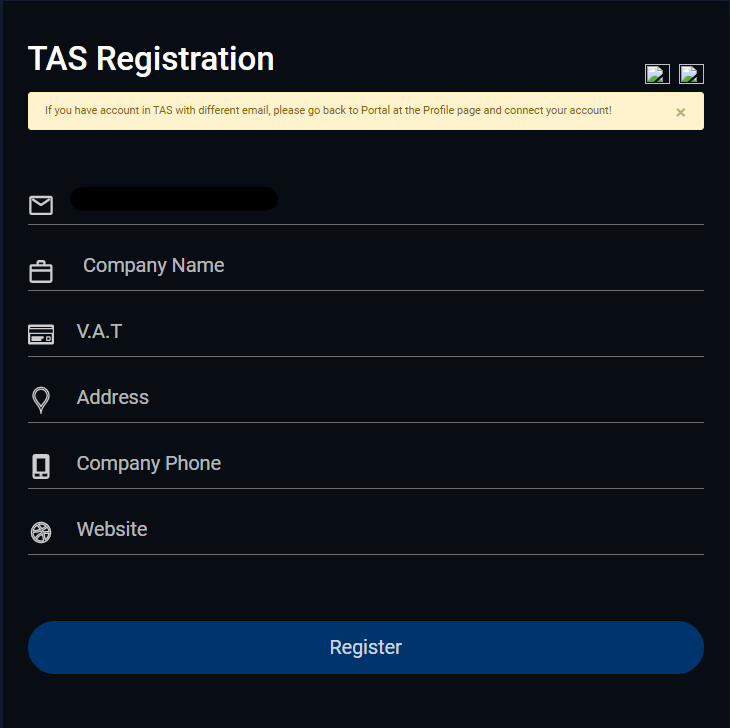 TAS Registration
If you have account in TAS with different email, please go back to Portal at the Profile page and connect your account!
×
Company Name
V.A.T
Address
Company Phone
Website
Register